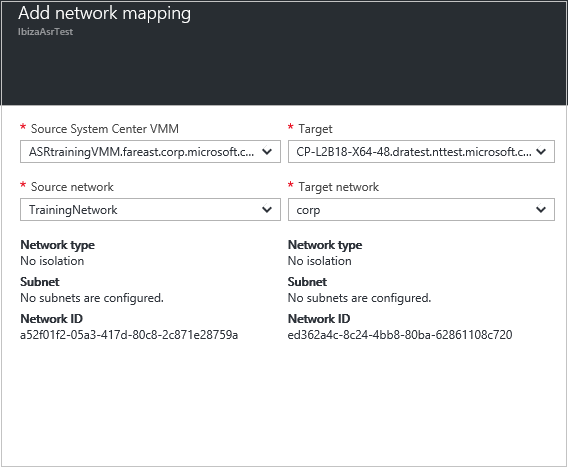 Add network mapping
IbizaAsrTest
* Source System Center VMM
ASRtrainingVMM.fareast.corp.microsoft.c...
* Source network
TrainingNetwork
Network type
No isolation
Subnet
No subnets are configured.
Network ID
a52f01f2-05a3-417d-80c8-2c871e28759a
* Target
CP-L2B18-X64-48.dratest.nttest.microsoft.c...
* Target network
corp
Network type
No isolation
Subnet
No subnets are configured.
Network ID
ed362a4c-8c24-4bb8-80ba-62861108c720